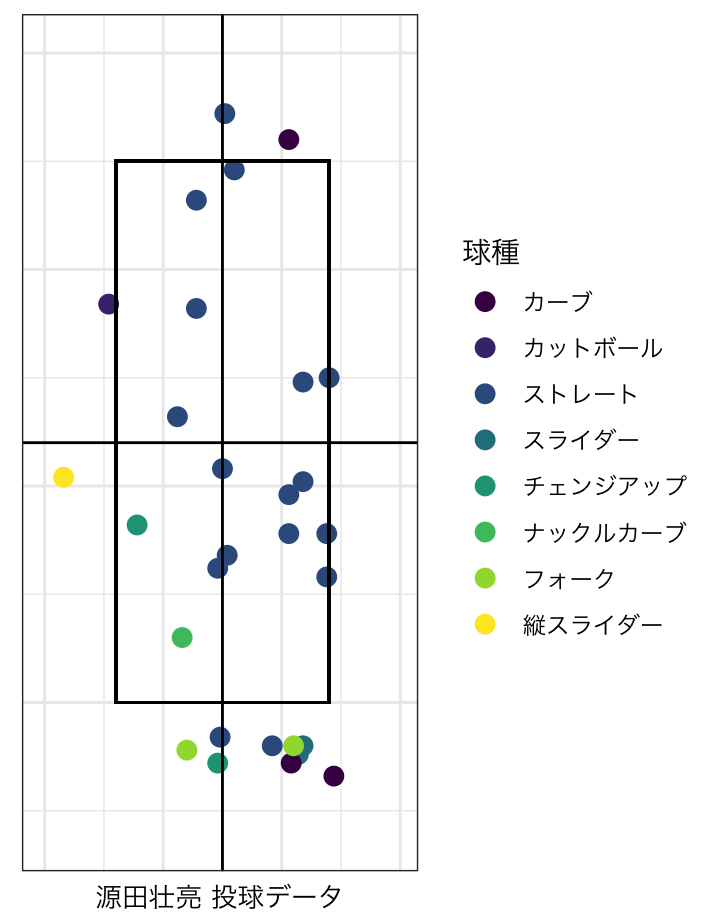 球種
カーブ
カットボール
ストレート
スライダー
チェンジアップ
ナックルカーブ
フォーク
縦スライダー
源田壮亮 投球データ